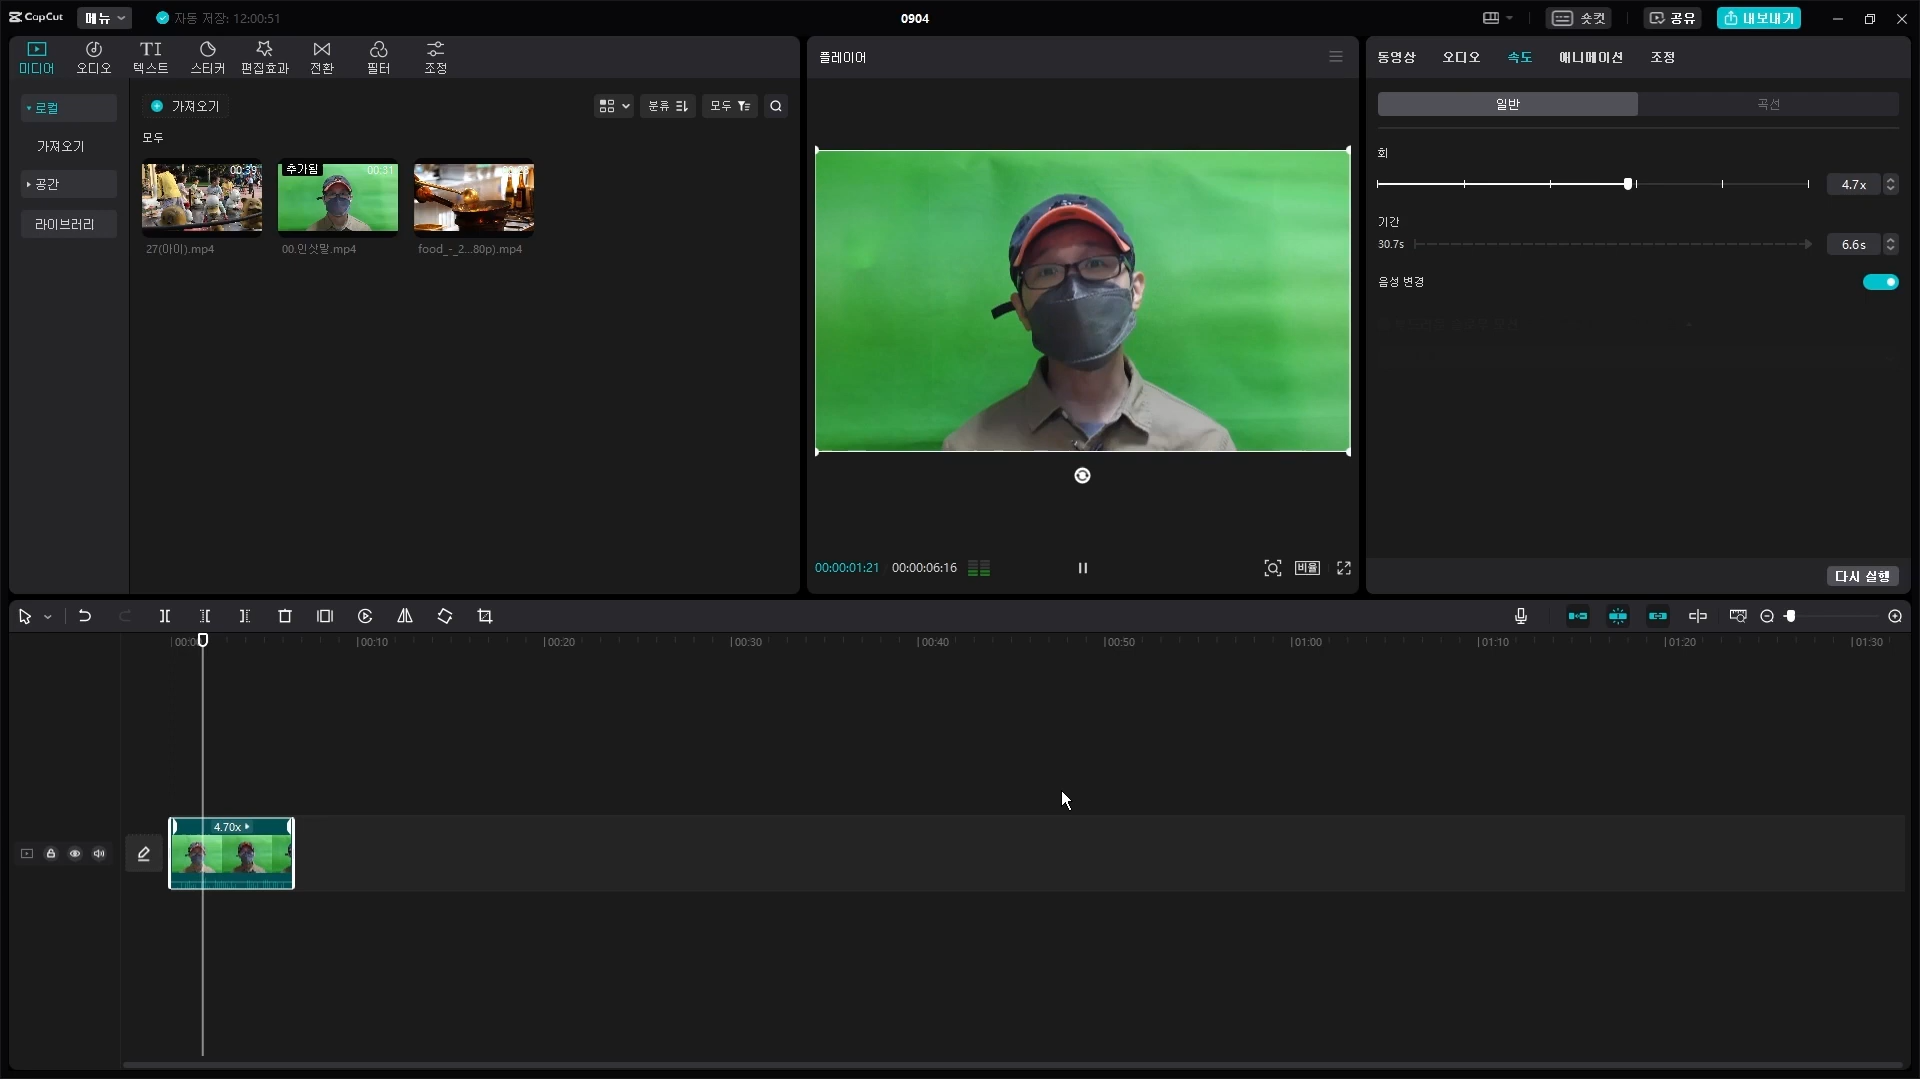 CapCut 메뉴 자동 저장: 12:00:51 0904 숏컷 공유 내보내기
미디어 오디오 텍스트 스티커 편집효과 전환 필터 조정
로컬
가져오기
공간
라이브러리
가져오기 분류 모두
모두
00:39 추가됨 00:31
27(아이).mp4 00.인삿말.mp4 food_-_2...80p).mp4
플레이어
00:00:01:21 00:00:06:16 비율
동영상 오디오 속도 애니메이션 조정
일반 곡선
회
4.7x
기간
30.7s 6.6s
음성 변경
다시 실행
00:10 00:20 00:30 00:40 00:50 01:00 01:10 01:20 01:30
4.70x